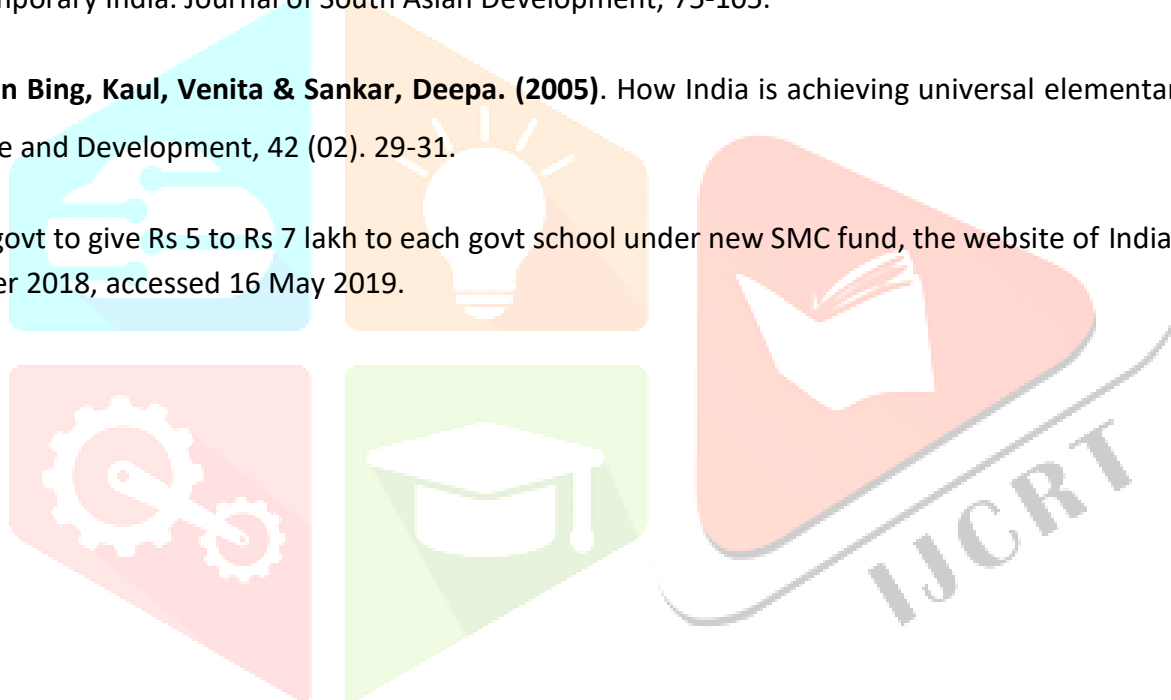 mporary India. Journal of South Asian Development, 75-103.
n Bing, Kaul, Venita & Sankar, Deepa. (2005). How India is achieving universal elementar
e and Development, 42 (02). 29-31.
govt to give Rs 5 to Rs 7 lakh to each govt school under new SMC fund, the website of India
er 2018, accessed 16 May 2019.
IJCRT